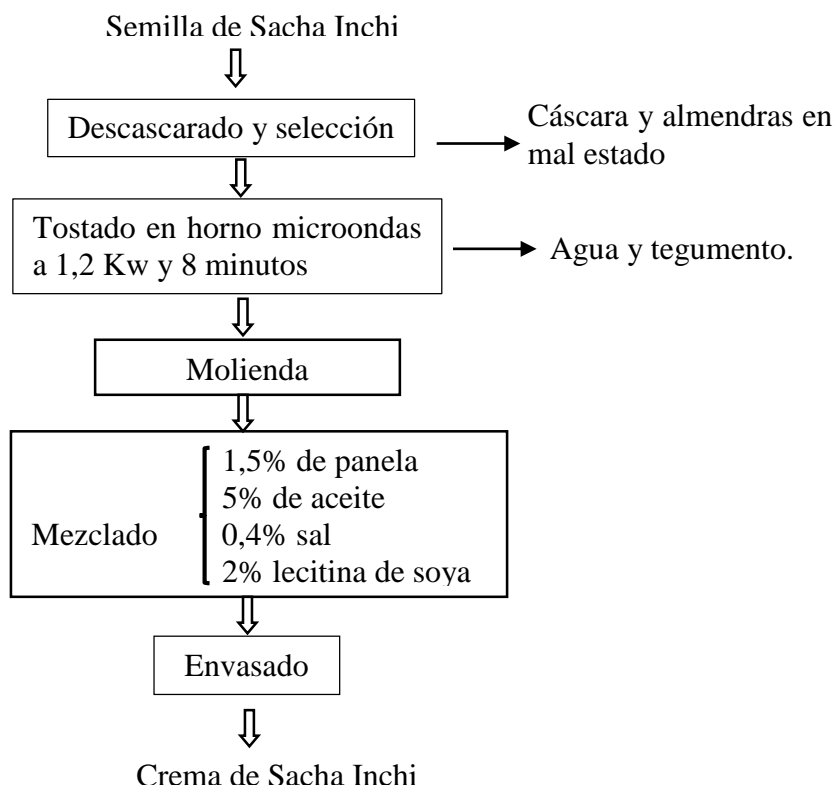 Semilla de Sacha Inchi
Descascarado y selección
Cáscara y almendras en
mal estado
Tostado en horno microondas
a 1,2 Kw y 8 minutos
Agua y tegumento.
Molienda
Mezclado
1,5% de panela
5% de aceite
0,4% sal
2% lecitina de soya
Envasado
Crema de Sacha Inchi